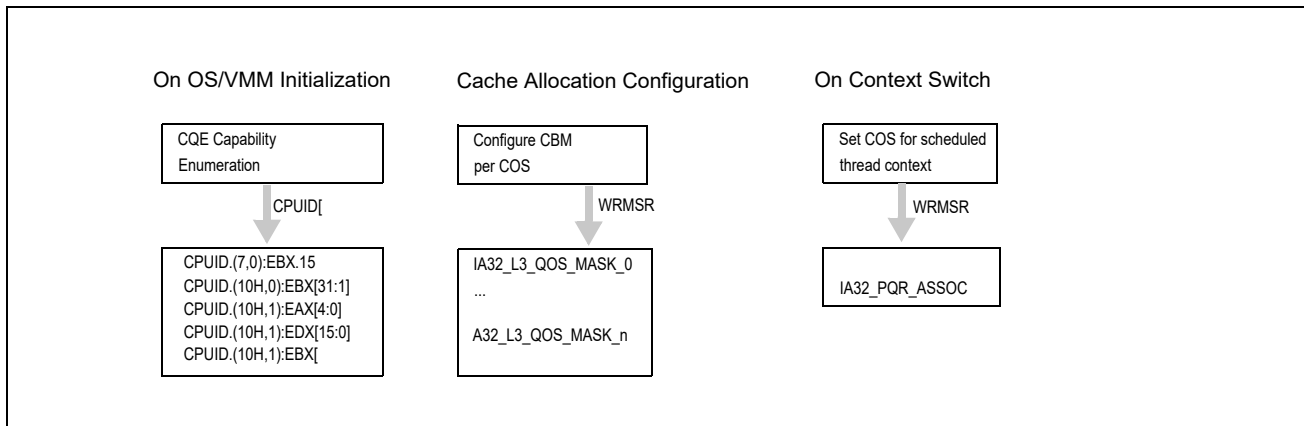 On OS/VMM Initialization
Cache Allocation Configuration
On Context Switch
CQE Capability
Enumeration
CPUID[
CPUID.(7,0):EBX.15
CPUID.(10H,0):EBX[31:1]
CPUID.(10H,1):EAX[4:0]
CPUID.(10H,1):EDX[15:0]
CPUID.(10H,1):EBX[
Configure CBM
per COS
WRMSR
IA32_L3_QOS_MASK_0
...
A32_L3_QOS_MASK_n
Set COS for scheduled
thread context
WRMSR
IA32_PQR_ASSOC